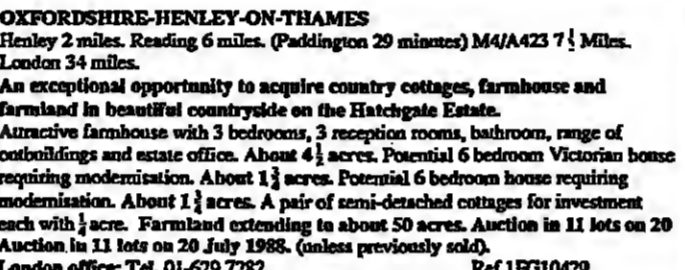 OXFORDSHIRE-HENLEY-ON-THAMES
Henley 2 miles. Reading 6 miles. (Paddington 29 minutes) M4/A423 7½ Miles.
London 34 miles.
An exceptional opportunity to acquire country cottages, farmhouse and
farmland in beautiful countryside on the Hatchgate Estate.
Attractive farmhouse with 3 bedrooms, 3 reception rooms, bathroom, range of
outbuildings and estate office. About 4½ acres. Potential 6 bedroom Victorian house
requiring modernisation. About 1¾ acres. Potential 6 bedroom house requiring
modernisation. About 1¾ acres. A pair of semi-detached cottages for investment
each with ¼ acre. Farmland extending to about 50 acres. Auction in 11 lots on 20
Auction in 11 lots on 20 July 1988. (unless previously sold).
London office: Tel. 01-629 7282 Ref 1FG10429